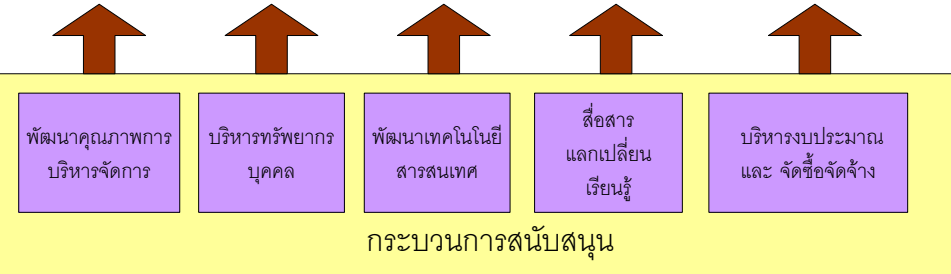 พัฒนาคุณภาพการ
บริหารจัดการ
บริหารทรัพยากร
บุคคล
พัฒนาเทคโนโนยี
สารสนเทศ
สื่อสาร
แลกเปลี่ยน
เรียนรู้
บริหารงบประมาณ
และ จัดซื้อจัดจ้าง
กระบวนการสนับสนุน